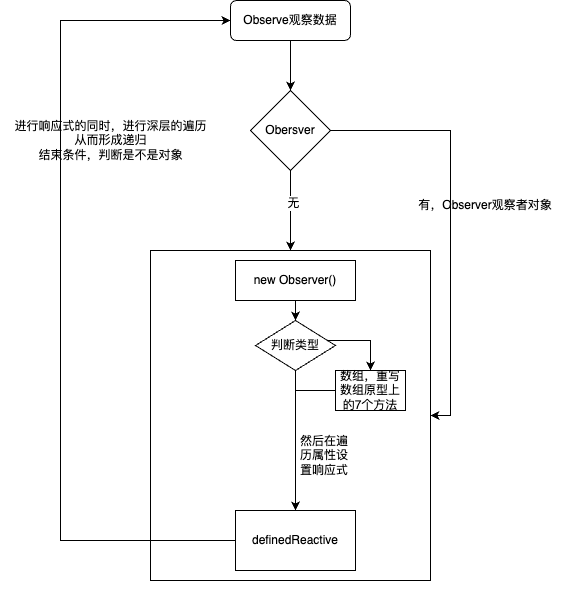 Observe观察数据
Obersver
进行响应式的同时，进行深层的遍历
从而形成递归
结束条件，判断是不是对象
无
有，Observer观察者对象
new Observer()
判断类型
数组，重写
数组原型上
的7个方法
然后在遍
历属性设
置响应式
definedReactive